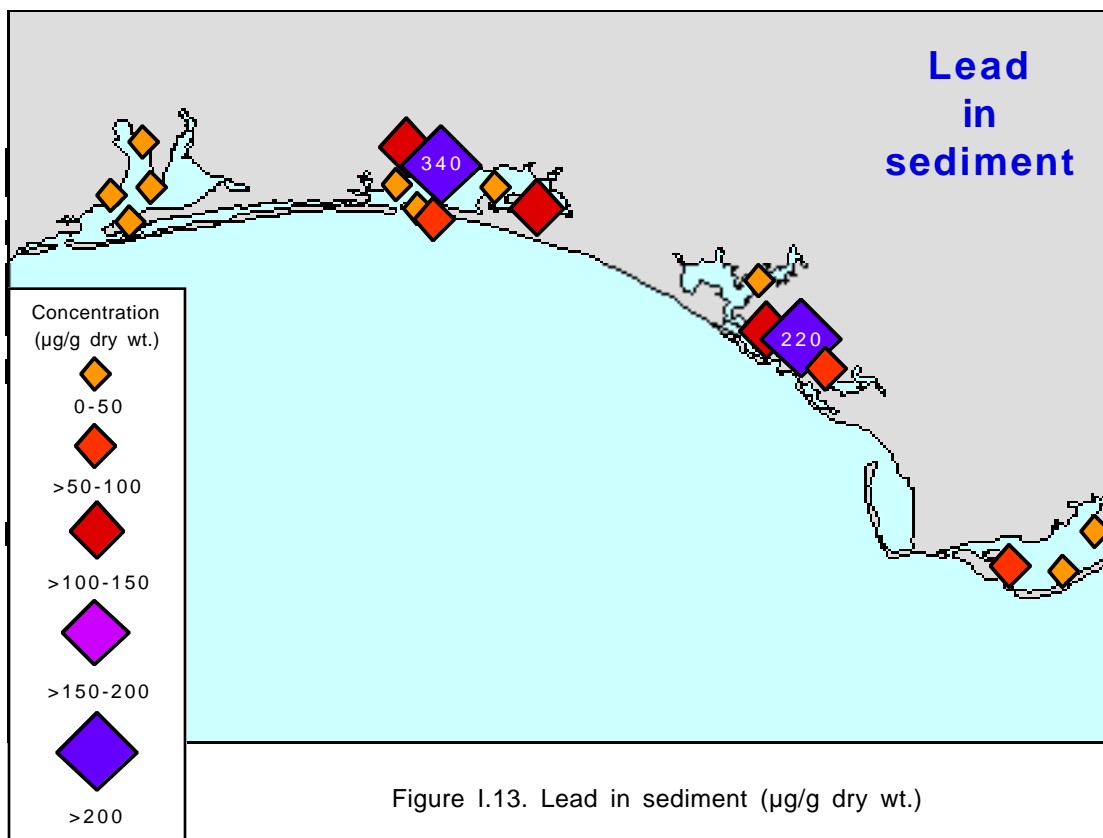 Lead
in
sediment
340
220
Concentration
(µg/g dry wt.)
0-50
>50-100
>100-150
>150-200
>200
Figure I.13. Lead in sediment (µg/g dry wt.)